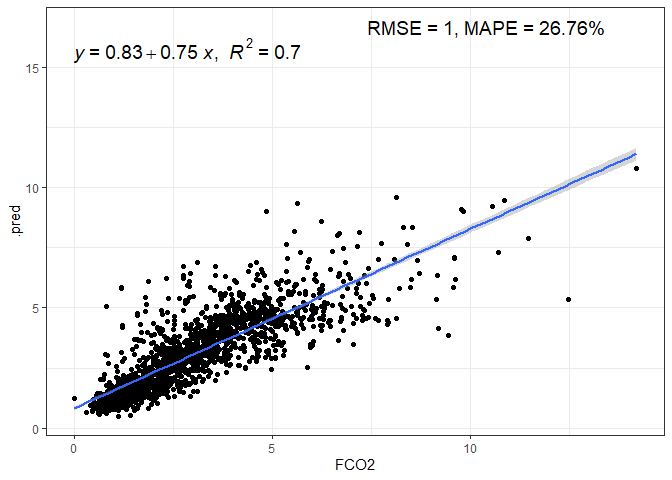 RMSE = 1, MAPE = 26.76%
y = 0.83 + 0.75 x, R² = 0.7
15
10
5
0
.pred
0 5 10
FCO2